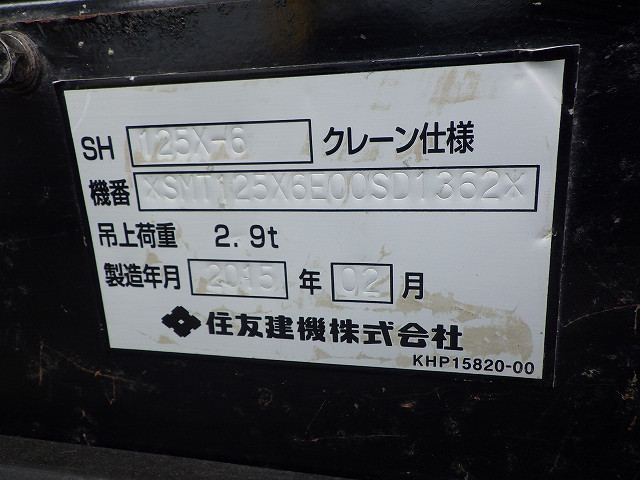 SH 125X-6 クレーン仕様
機番 *SMT125X6E00SD1362*
吊上荷重 2.9t
製造年月 2015 年 02 月
住友建機株式会社
KHP15820-00